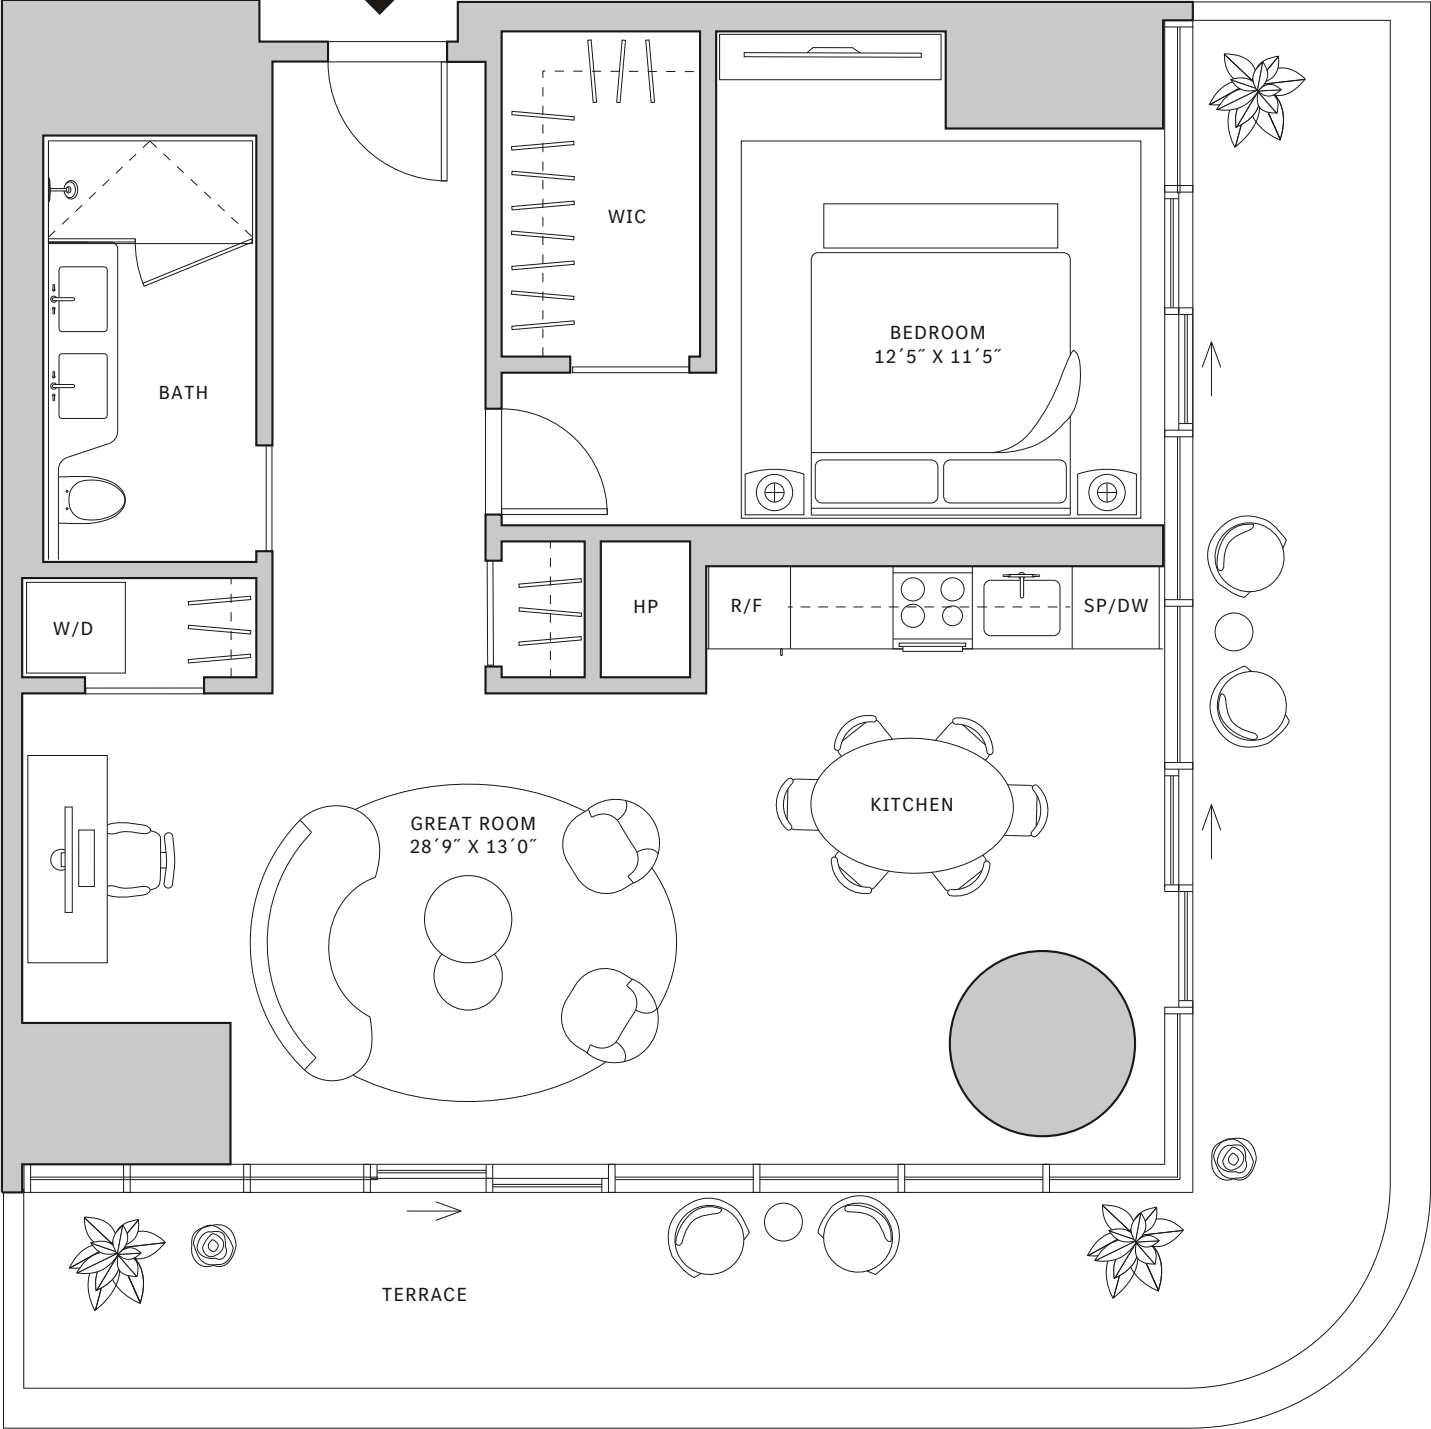 WIC
BEDROOM
12´5˝ X 11´5˝
BATH
W/D
HP
R/F
SP/DW
GREAT ROOM
28´9˝ X 13´0˝
KITCHEN
TERRACE